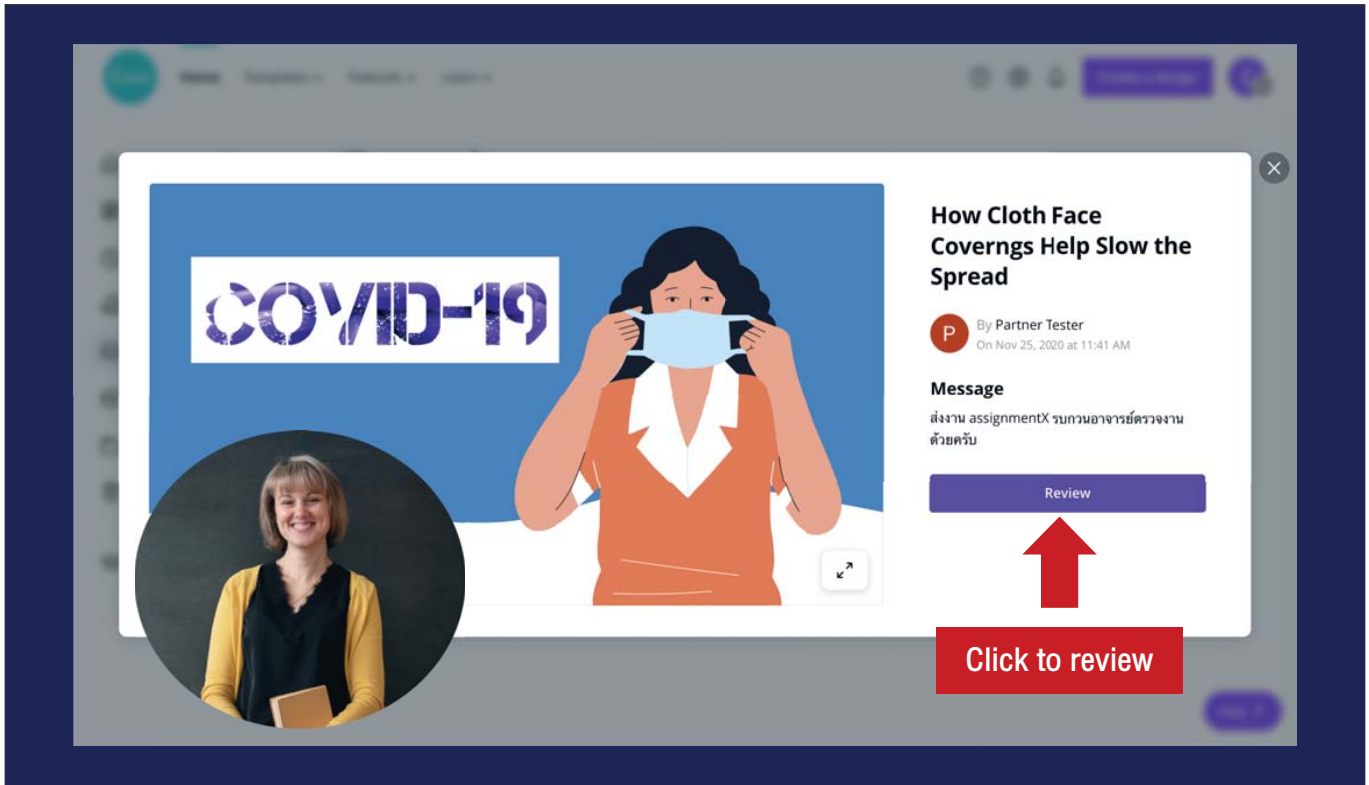 COVID-19
How Cloth Face
Coverngs Help Slow the
Spread
P
By Partner Tester
On Nov 25, 2020 at 11:41 AM
Message
ส่งงาน assignmentX รบกวนอาจารย์ตรวจงาน
ด้วยครับ
Review
Click to review